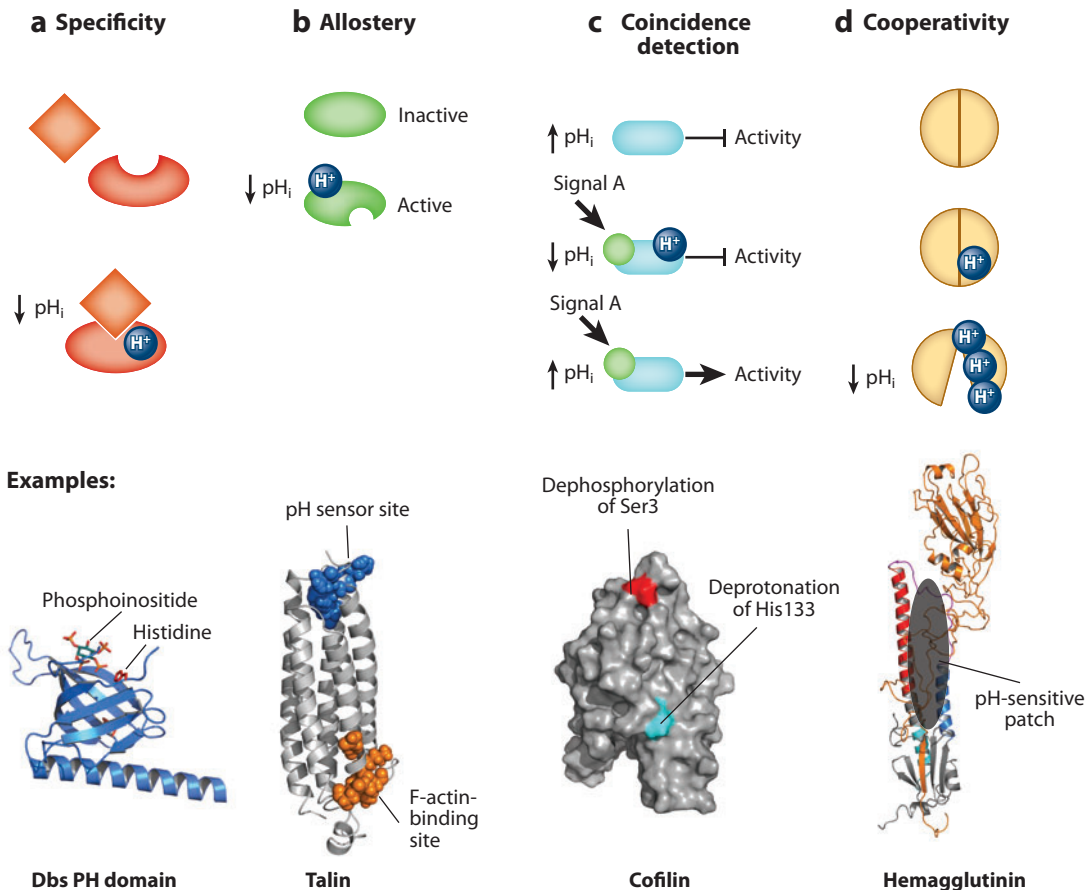 a Specificity
b Allostery
c Coincidence
detection
d Cooperativity
Inactive
↓ pHi
H+
Active
↑ pHi
Activity
Signal A
↓ pHi
H+
Activity
Signal A
↑ pHi
Activity
↓ pHi
H+
H+
H+
H+
H+
↓ pHi
Examples:
Phosphoinositide
Histidine
Dbs PH domain
pH sensor site
F-actin-
binding
site
Talin
Dephosphorylation
of Ser3
Deprotonation
of His133
Cofilin
pH-sensitive
patch
Hemagglutinin